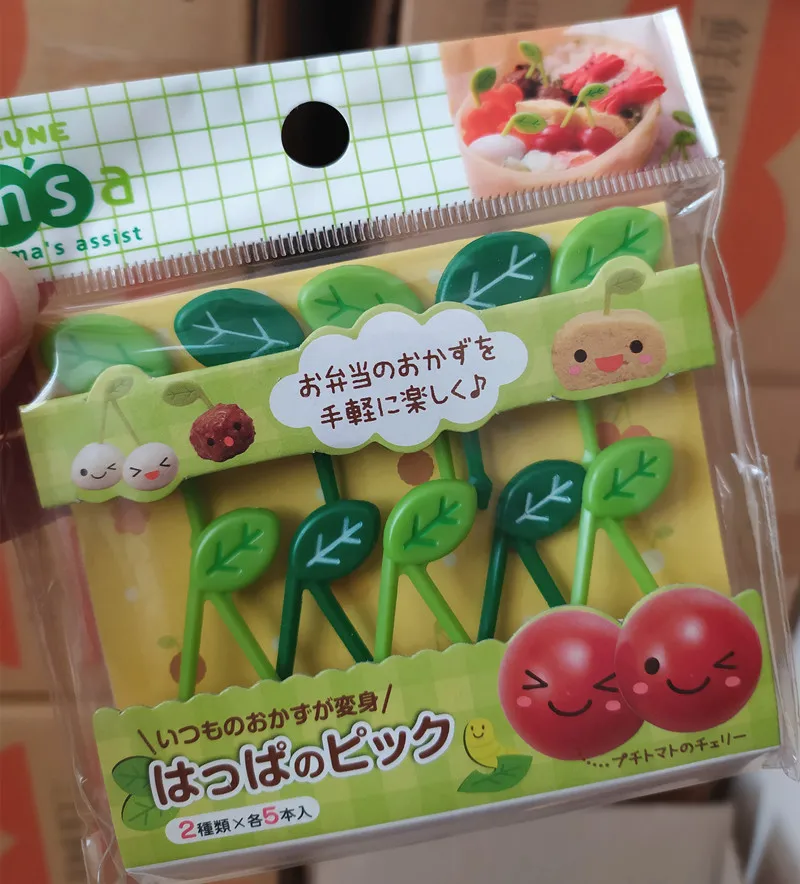 UNE
m's a
ma's assist
お弁当のおかずを
手軽に楽しく♪
\いつものおかずが変身/
はっぱのピック
2種類×各5本入
プチトマトのチェリー